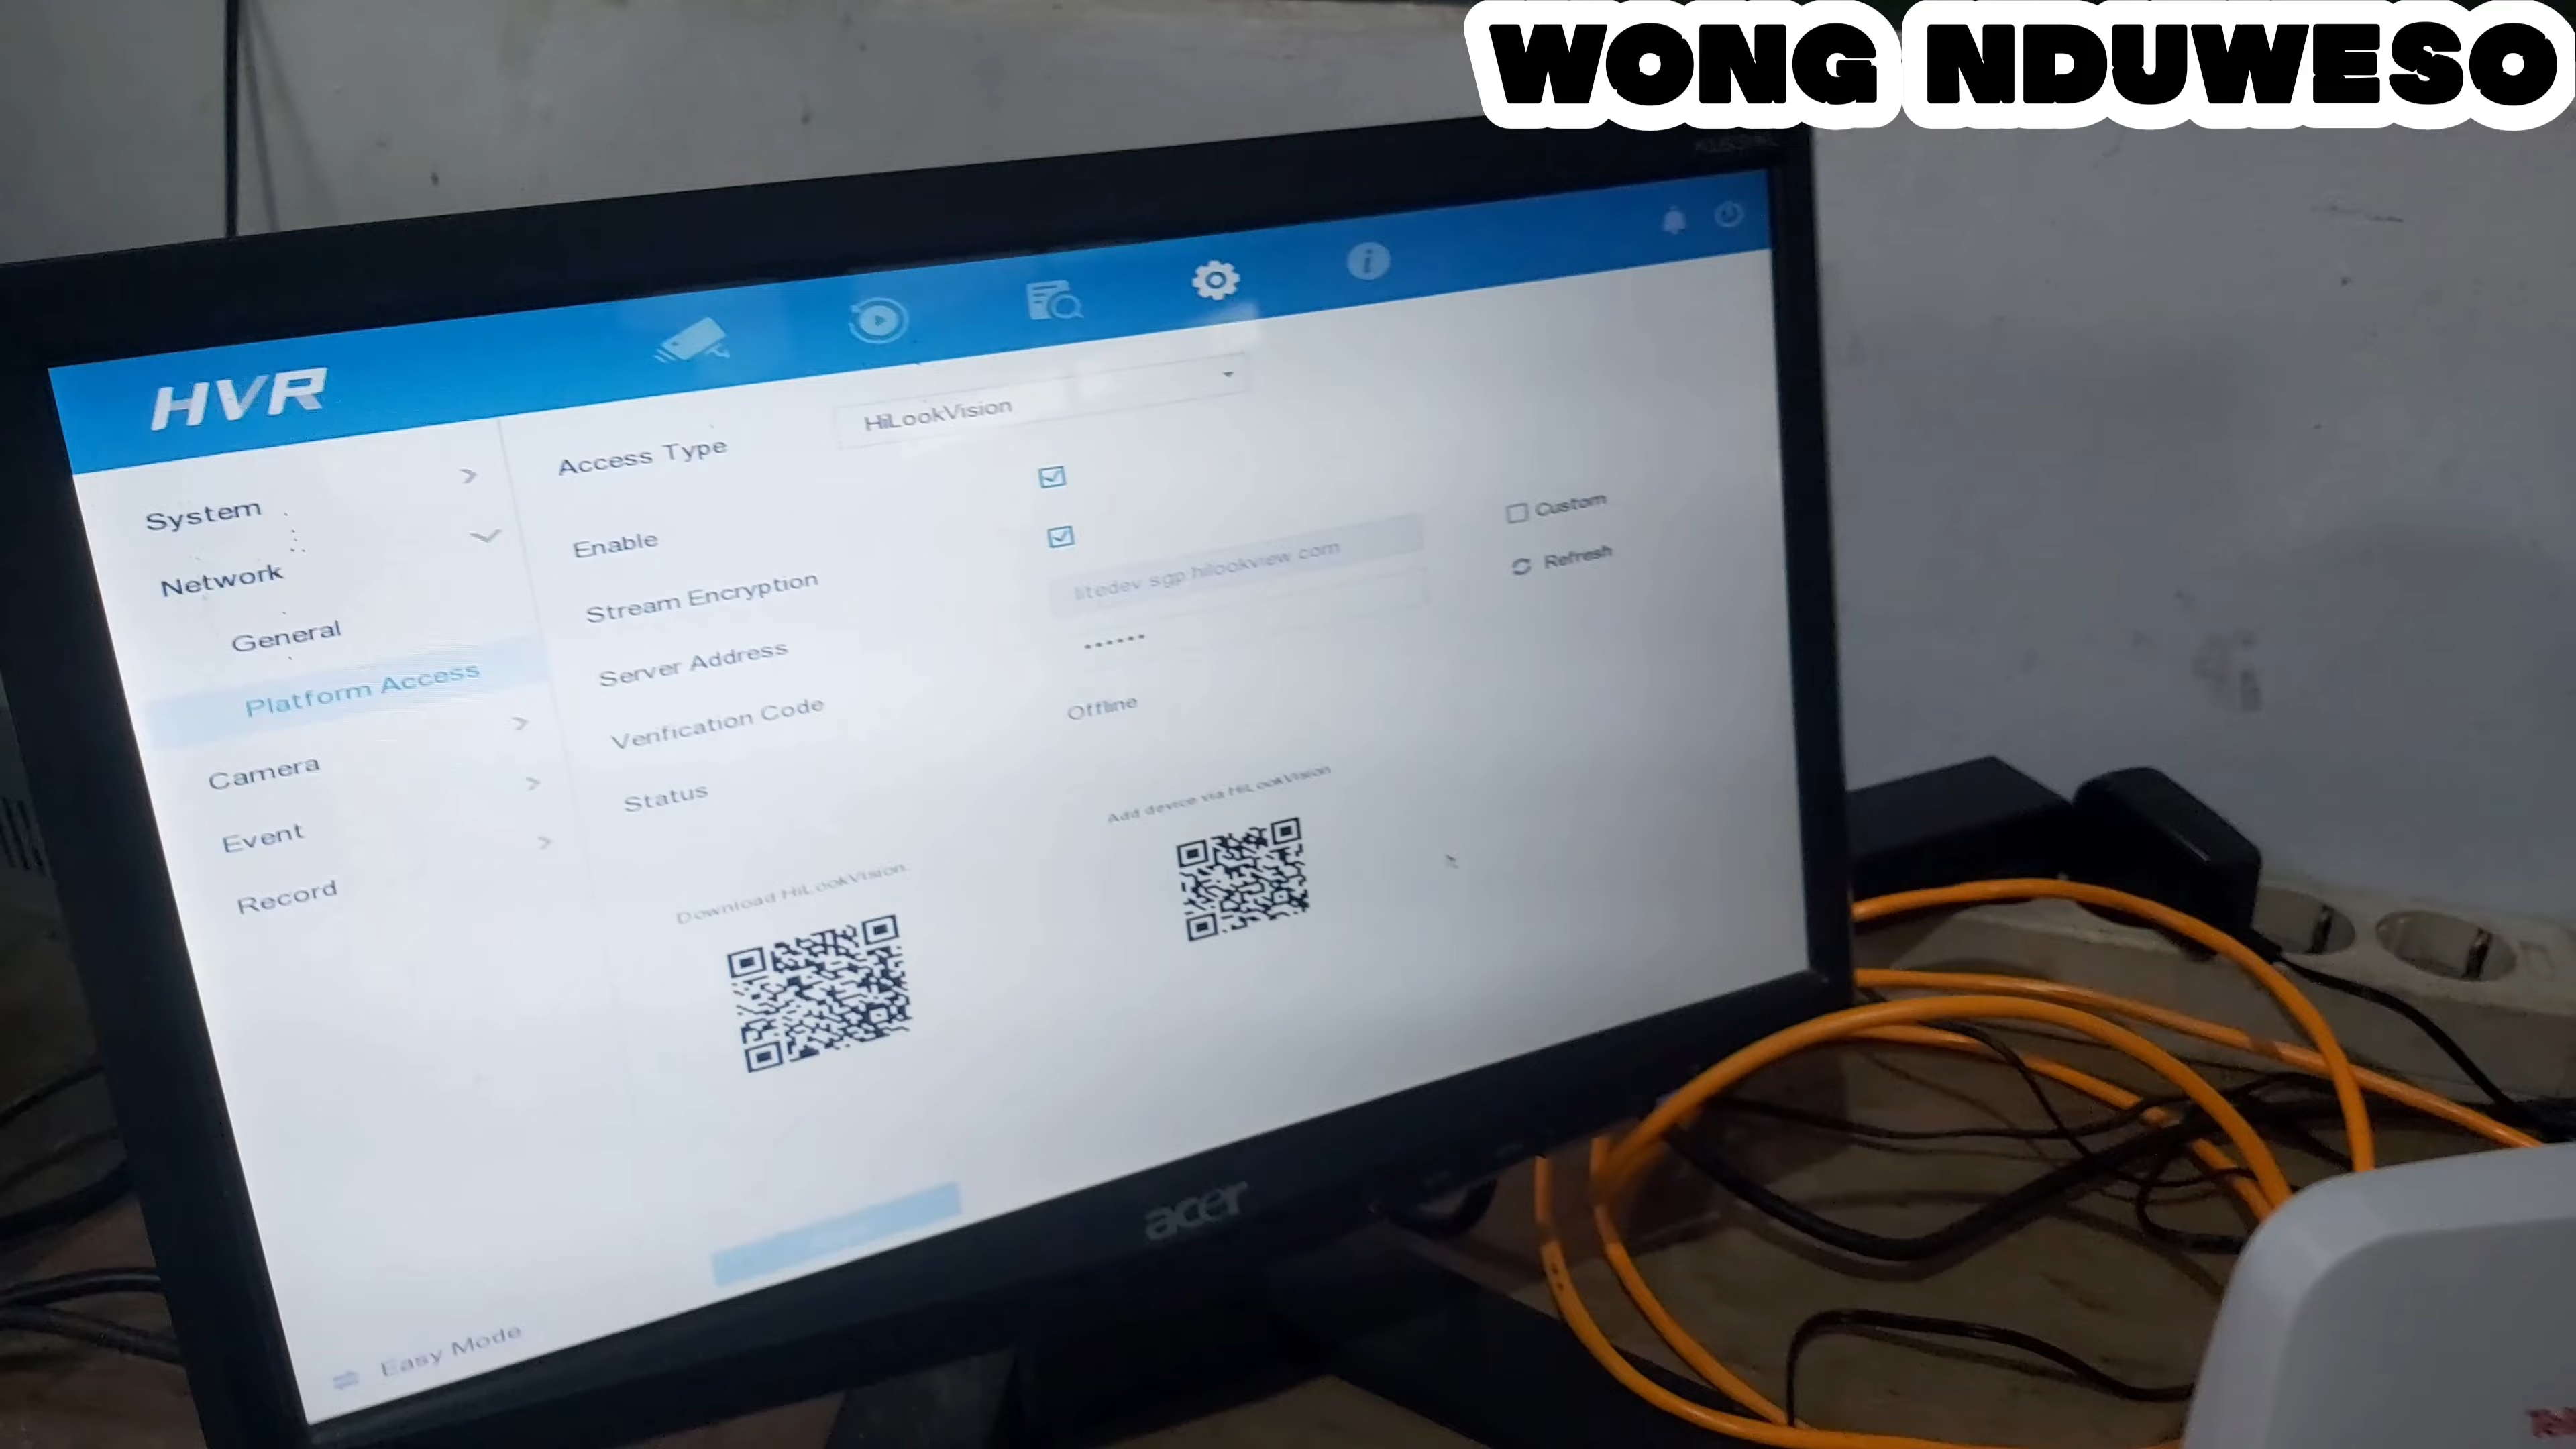 WONG NDUWESO
HVR
System
Network
General
Platform Access
Camera
Event
Record
Easy Mode
Access Type
HiLookVision
Enable
Stream Encryption
Server Address
litedev.sgp.hilookview.com
Custom
Verification Code
••••••
Refresh
Status
Offline
Download HiLookVision.
Add device via HiLookVision
acer